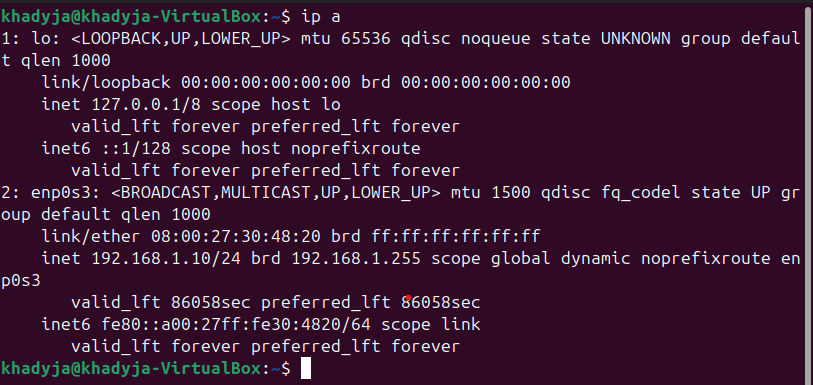 khadyja@khadyja-VirtualBox:~$ ip a
1: lo: <LOOPBACK,UP,LOWER_UP> mtu 65536 qdisc noqueue state UNKNOWN group defaul
t qlen 1000
    link/loopback 00:00:00:00:00:00 brd 00:00:00:00:00:00
    inet 127.0.0.1/8 scope host lo
       valid_lft forever preferred_lft forever
    inet6 ::1/128 scope host noprefixroute
       valid_lft forever preferred_lft forever
2: enp0s3: <BROADCAST,MULTICAST,UP,LOWER_UP> mtu 1500 qdisc fq_codel state UP gr
oup default qlen 1000
    link/ether 08:00:27:30:48:20 brd ff:ff:ff:ff:ff:ff
    inet 192.168.1.10/24 brd 192.168.1.255 scope global dynamic noprefixroute en
p0s3
       valid_lft 86058sec preferred_lft 86058sec
    inet6 fe80::a00:27ff:fe30:4820/64 scope link
       valid_lft forever preferred_lft forever
khadyja@khadyja-VirtualBox:~$